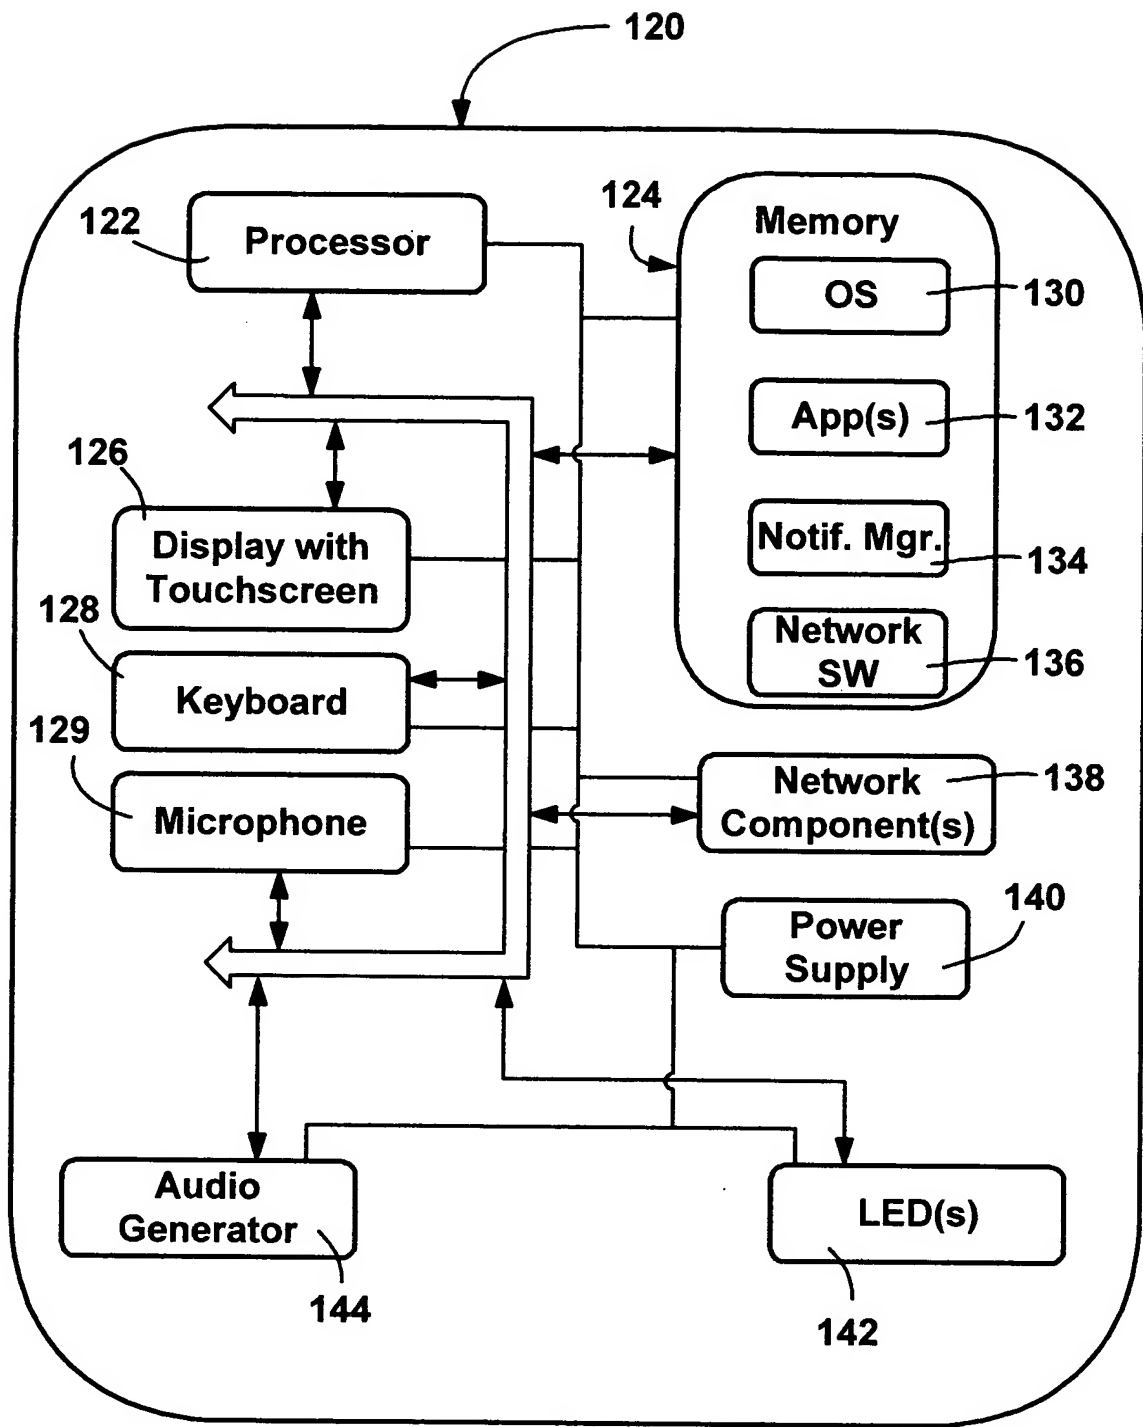 120
122
Processor
124
Memory
OS
130
App(s)
132
126
Display with
Touchscreen
Notif. Mgr.
134
128
Keyboard
Network
SW
136
129
Microphone
Network
Component(s)
138
Power
Supply
140
Audio
Generator
144
LED(s)
142